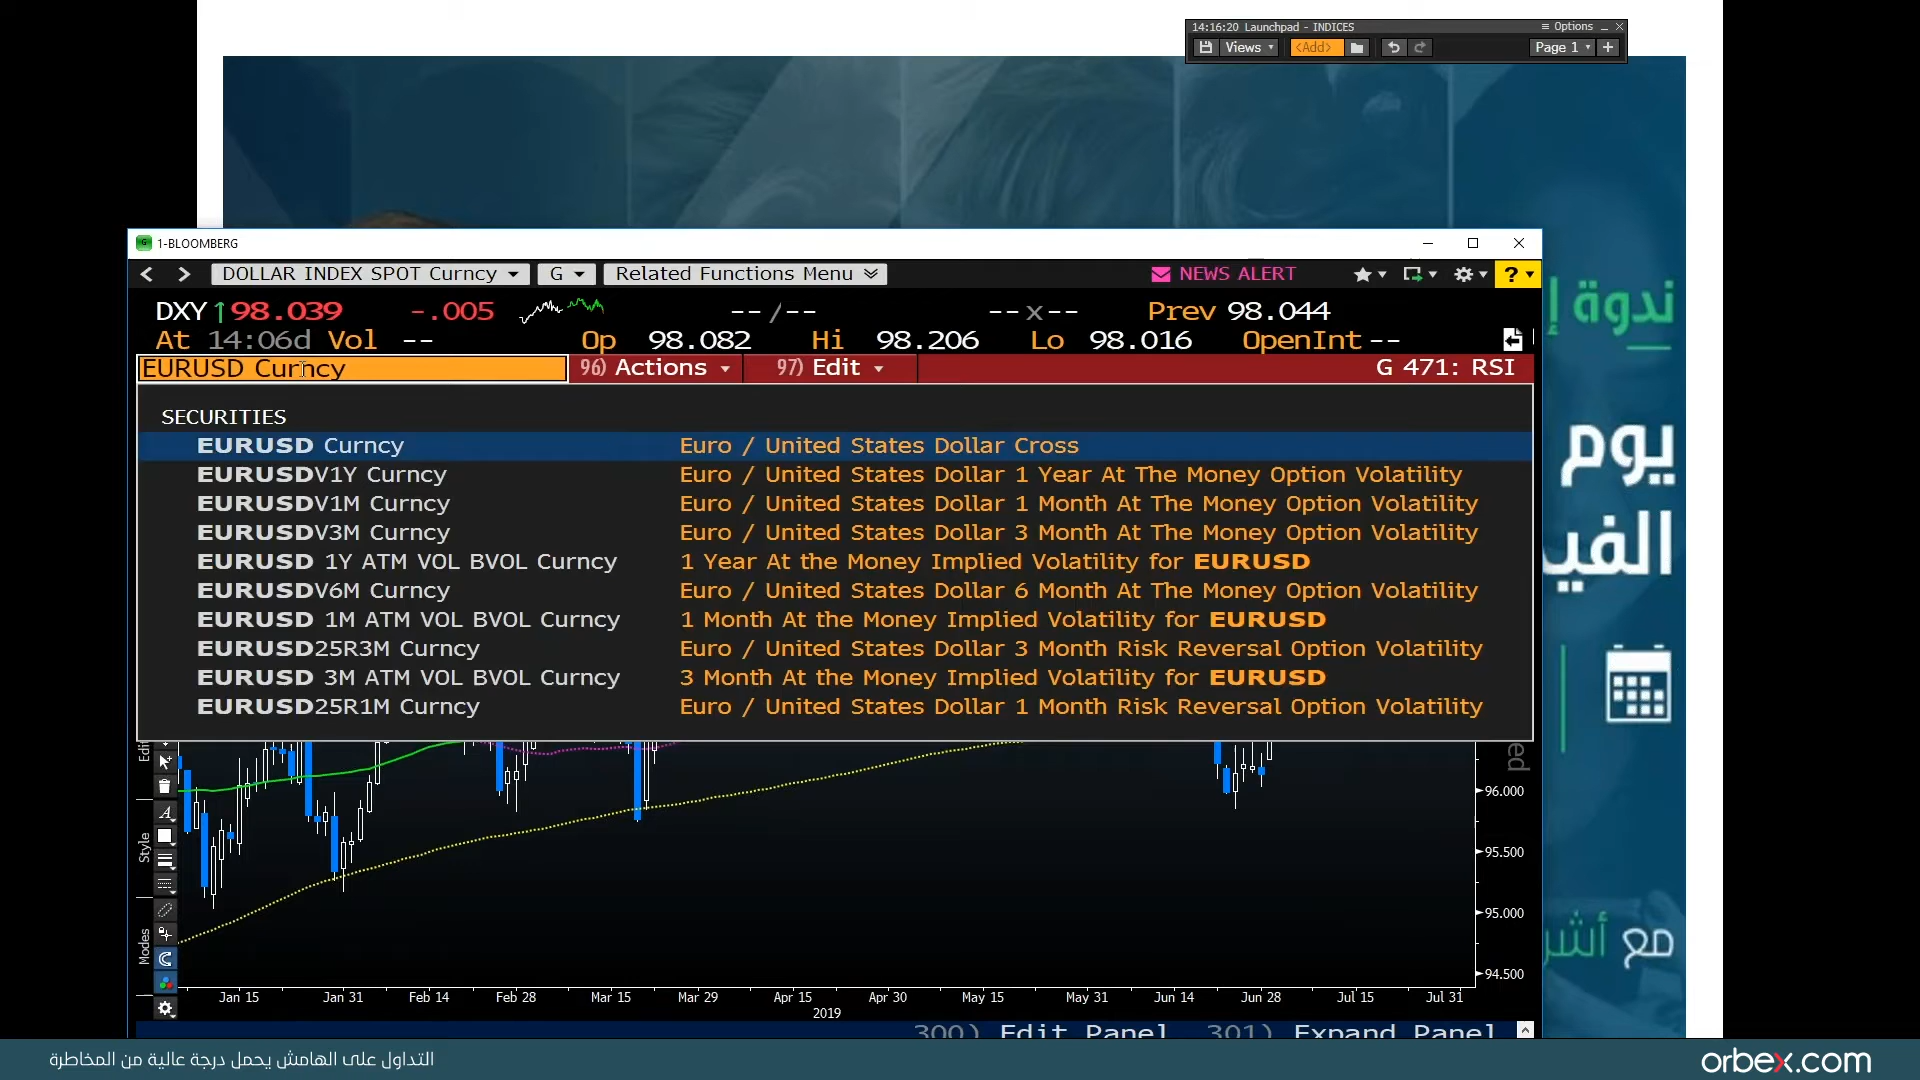 14:16:20 Launchpad - INDICES Options
Views <Add> Page 1 +
1-BLOOMBERG
DOLLAR INDEX SPOT Curncy G Related Functions Menu NEWS ALERT ?
DXY ↑98.039 -.005 --/-- --x-- Prev 98.044
At 14:06d Vol -- Op 98.082 Hi 98.206 Lo 98.016 OpenInt --
EURUSD Curncy 96) Actions 97) Edit G 471: RSI
SECURITIES
EURUSD Curncy Euro / United States Dollar Cross
EURUSDV1Y Curncy Euro / United States Dollar 1 Year At The Money Option Volatility
EURUSDV1M Curncy Euro / United States Dollar 1 Month At The Money Option Volatility
EURUSDV3M Curncy Euro / United States Dollar 3 Month At The Money Option Volatility
EURUSD 1Y ATM VOL BVOL Curncy 1 Year At the Money Implied Volatility for EURUSD
EURUSDV6M Curncy Euro / United States Dollar 6 Month At The Money Option Volatility
EURUSD 1M ATM VOL BVOL Curncy 1 Month At the Money Implied Volatility for EURUSD
EURUSD25R3M Curncy Euro / United States Dollar 3 Month Risk Reversal Option Volatility
EURUSD 3M ATM VOL BVOL Curncy 3 Month At the Money Implied Volatility for EURUSD
EURUSD25R1M Curncy Euro / United States Dollar 1 Month Risk Reversal Option Volatility
Edit
Style
Modes
96.000
95.500
95.000
94.500
Jan 15 Jan 31 Feb 14 Feb 28 Mar 15 Mar 29 Apr 15 Apr 30 May 15 May 31 Jun 14 Jun 28 Jul 15 Jul 31
2019
300) Edit Panel 301) Expand Panel
ندوة
يوم
مع
التداول على الهامش يحمل درجة عالية من المخاطرة
orbex.com